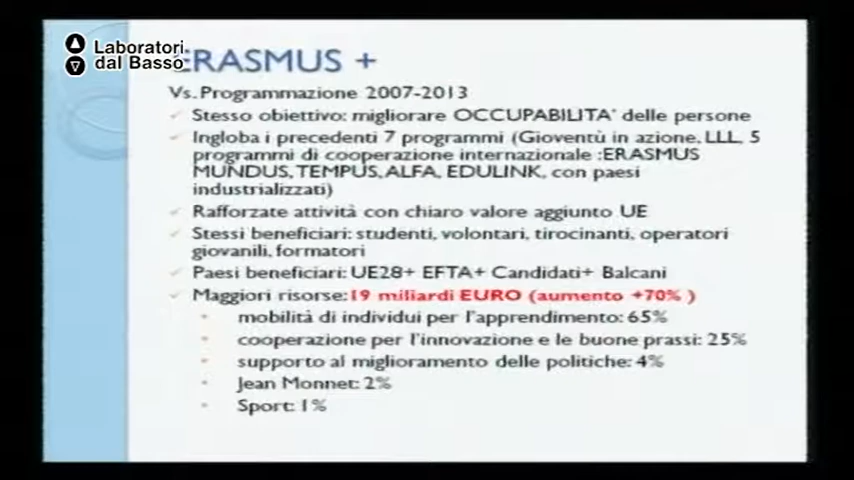 Laboratori
dal Basso
ERASMUS +
Vs. Programmazione 2007-2013
Stesso obiettivo: migliorare OCCUPABILITA' delle persone
Ingloba i precedenti 7 programmi (Gioventù in azione, LLL, 5
programmi di cooperazione internazionale :ERASMUS
MUNDUS, TEMPUS, ALFA, EDULINK, con paesi
industrializzati)
Rafforzate attività con chiaro valore aggiunto UE
Stessi beneficiari: studenti, volontari, tirocinanti, operatori
giovanili, formatori
Paesi beneficiari: UE28+ EFTA+ Candidati+ Balcani
Maggiori risorse: 19 miliardi EURO (aumento +70% )
mobilità di individui per l'apprendimento: 65%
cooperazione per l'innovazione e le buone prassi: 25%
supporto al miglioramento delle politiche: 4%
Jean Monnet: 2%
Sport: 1%